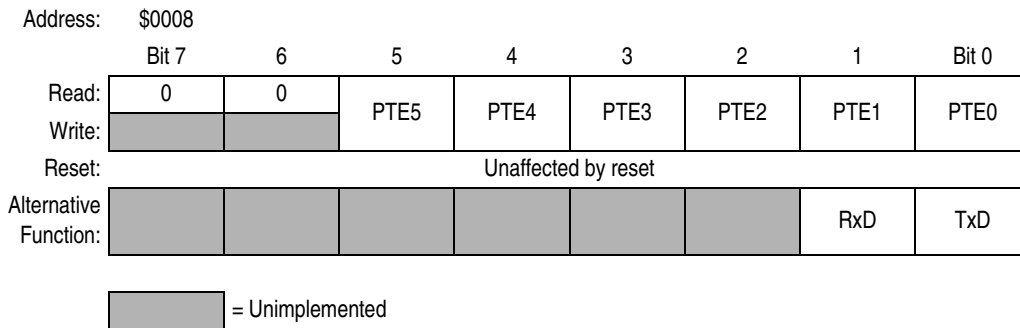 Address: $0008
Bit 7 6 5 4 3 2 1 Bit 0
Read: 0 0 PTE5 PTE4 PTE3 PTE2 PTE1 PTE0
Write:
Reset: Unaffected by reset
Alternative
Function: RxD TxD
= Unimplemented